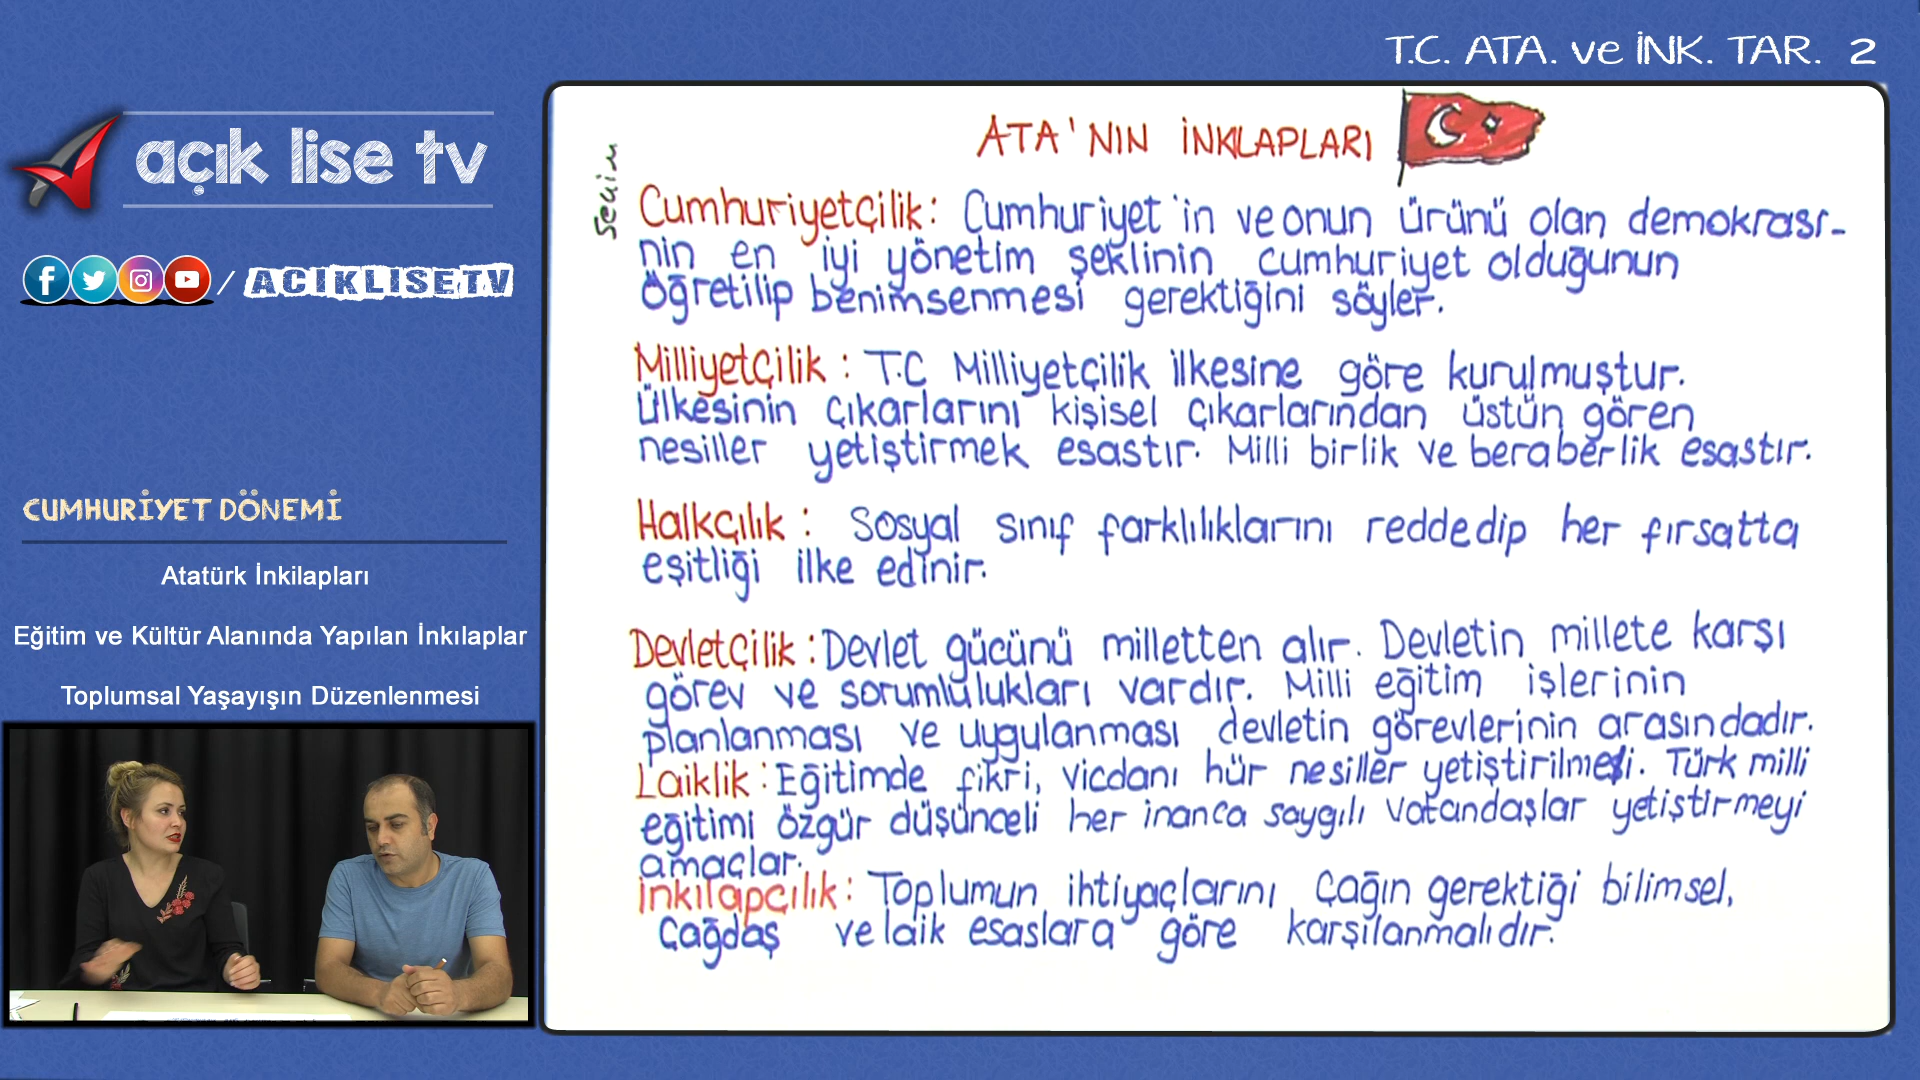 T.C. ATA. ve İNK. TAR. 2
açık lise tv
/ ACIKLISETV
CUMHURİYET DÖNEMİ
Atatürk İnkilapları
Eğitim ve Kültür Alanında Yapılan İnkılaplar
Toplumsal Yaşayışın Düzenlenmesi
ATA'NIN İNKILAPLARI
Seçim
Cumhuriyetçilik: Cumhuriyet'in ve onun ürünü olan demokrasi-
nin en iyi yönetim şeklinin cumhuriyet olduğunun
öğretilip benimsenmesi gerektiğini söyler.
Milliyetçilik: T.C Milliyetçilik ilkesine göre kurulmuştur.
Ülkesinin çıkarlarını kişisel çıkarlarından üstün gören
nesiller yetiştirmek esastır. Milli birlik ve beraberlik esastır.
Halkçılık: Sosyal sınıf farklılıklarını reddedip her fırsatta
eşitliği ilke edinir.
Devletçilik: Devlet gücünü milletten alır. Devletin millete karşı
görev ve sorumlulukları vardır. Milli eğitim işlerinin
planlanması ve uygulanması devletin görevlerinin arasındadır.
Laiklik: Eğitimde fikri, vicdanı hür nesiller yetiştirilmesi. Türk milli
eğitimi özgür düşünceli her inanca saygılı vatandaşlar yetiştirmeyi
amaçlar.
inkılapçılık: Toplumun ihtiyaçlarını çağın gerektiği bilimsel,
Çağdaş ve laik esaslara göre karşılanmalıdır.